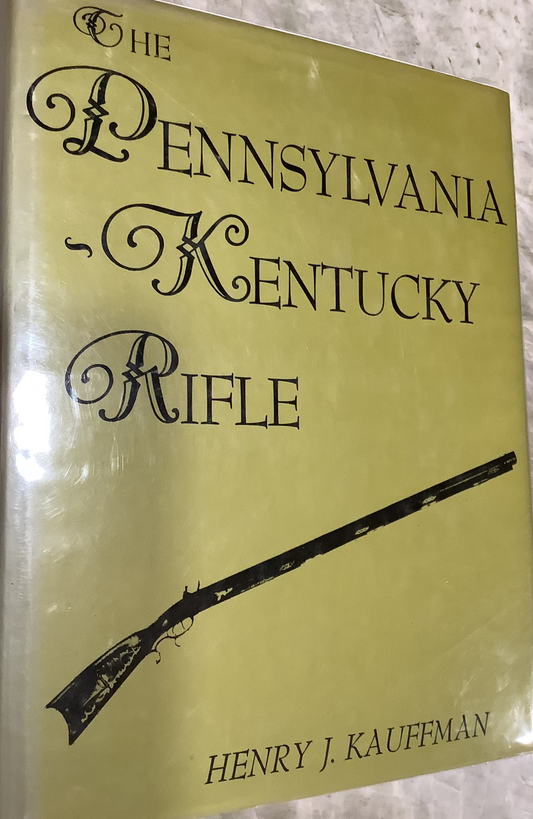 THE
PENNSYLVANIA
-KENTUCKY
RIFLE
HENRY J. KAUFFMAN